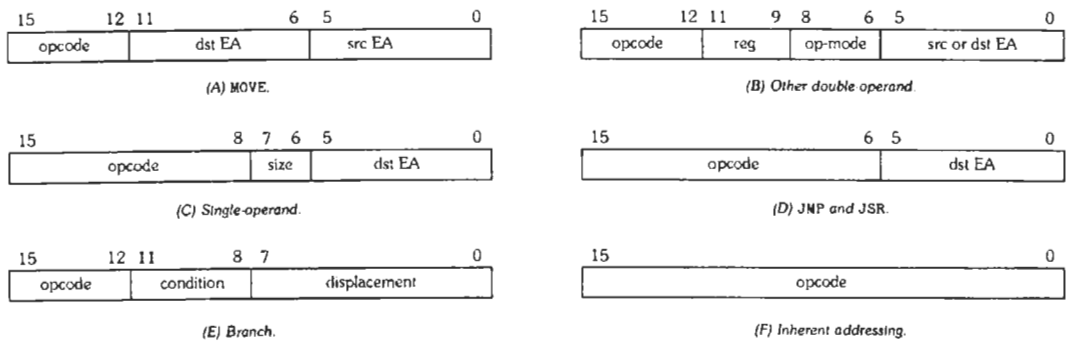 15 12 11 6 5 0 15 12 11 9 8 6 5 0
opcode dst EA src EA opcode reg op-mode src or dst EA
(A) MOVE. (B) Other double-operand.
15 8 7 6 5 0 15 6 5 0
opcode size dst EA opcode dst EA
(C) Single-operand. (D) JMP and JSR.
15 12 11 8 7 0 15 0
opcode condition displacement opcode
(E) Branch. (F) Inherent addressing.